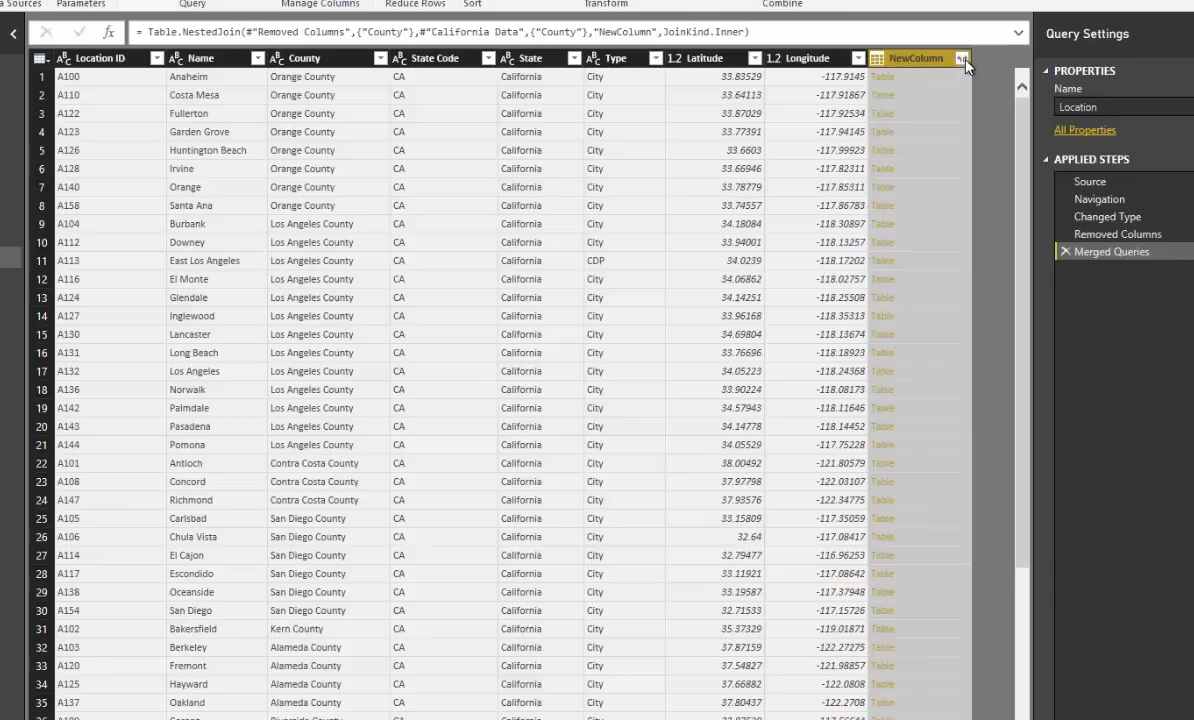 a Sources Parameters Query Manage Columns Reduce Rows Sort Transform Combine
fx = Table.NestedJoin(#"Removed Columns",{"County"},#"California Data",{"County"},"NewColumn",JoinKind.Inner)
Location ID Name County State Code State Type 1.2 Latitude 1.2 Longitude NewColumn
1 A100 Anaheim Orange County CA California City 33.83529 -117.9145 Table
2 A110 Costa Mesa Orange County CA California City 33.64113 -117.91867 Table
3 A122 Fullerton Orange County CA California City 33.87029 -117.92534 Table
4 A123 Garden Grove Orange County CA California City 33.77391 -117.94145 Table
5 A126 Huntington Beach Orange County CA California City 33.6603 -117.99923 Table
6 A128 Irvine Orange County CA California City 33.66946 -117.82311 Table
7 A140 Orange Orange County CA California City 33.78779 -117.85311 Table
8 A158 Santa Ana Orange County CA California City 33.74557 -117.86783 Table
9 A104 Burbank Los Angeles County CA California City 34.18084 -118.30897 Table
10 A112 Downey Los Angeles County CA California City 33.94001 -118.13257 Table
11 A113 East Los Angeles Los Angeles County CA California CDP 34.0239 -118.17202 Table
12 A116 El Monte Los Angeles County CA California City 34.06862 -118.02757 Table
13 A124 Glendale Los Angeles County CA California City 34.14251 -118.25508 Table
14 A127 Inglewood Los Angeles County CA California City 33.96168 -118.35313 Table
15 A130 Lancaster Los Angeles County CA California City 34.69804 -118.13674 Table
16 A131 Long Beach Los Angeles County CA California City 33.76696 -118.18923 Table
17 A132 Los Angeles Los Angeles County CA California City 34.05223 -118.24368 Table
18 A136 Norwalk Los Angeles County CA California City 33.90224 -118.08173 Table
19 A142 Palmdale Los Angeles County CA California City 34.57943 -118.11646 Table
20 A143 Pasadena Los Angeles County CA California City 34.14778 -118.14452 Table
21 A144 Pomona Los Angeles County CA California City 34.05529 -117.75228 Table
22 A101 Antioch Contra Costa County CA California City 38.00492 -121.80579 Table
23 A108 Concord Contra Costa County CA California City 37.97798 -122.03107 Table
24 A147 Richmond Contra Costa County CA California City 37.93576 -122.34775 Table
25 A105 Carlsbad San Diego County CA California City 33.15809 -117.35059 Table
26 A106 Chula Vista San Diego County CA California City 32.64 -117.08417 Table
27 A114 El Cajon San Diego County CA California City 32.79477 -116.96253 Table
28 A117 Escondido San Diego County CA California City 33.11921 -117.08642 Table
29 A138 Oceanside San Diego County CA California City 33.19587 -117.37948 Table
30 A154 San Diego San Diego County CA California City 32.71533 -117.15726 Table
31 A102 Bakersfield Kern County CA California City 35.37329 -119.01871 Table
32 A103 Berkeley Alameda County CA California City 37.87159 -122.27275 Table
33 A120 Fremont Alameda County CA California City 37.54827 -121.98857 Table
34 A125 Hayward Alameda County CA California City 37.66882 -122.0808 Table
35 A137 Oakland Alameda County CA California City 37.80437 -122.2708 Table
Query Settings
PROPERTIES
Name
Location
All Properties
APPLIED STEPS
Source
Navigation
Changed Type
Removed Columns
Merged Queries